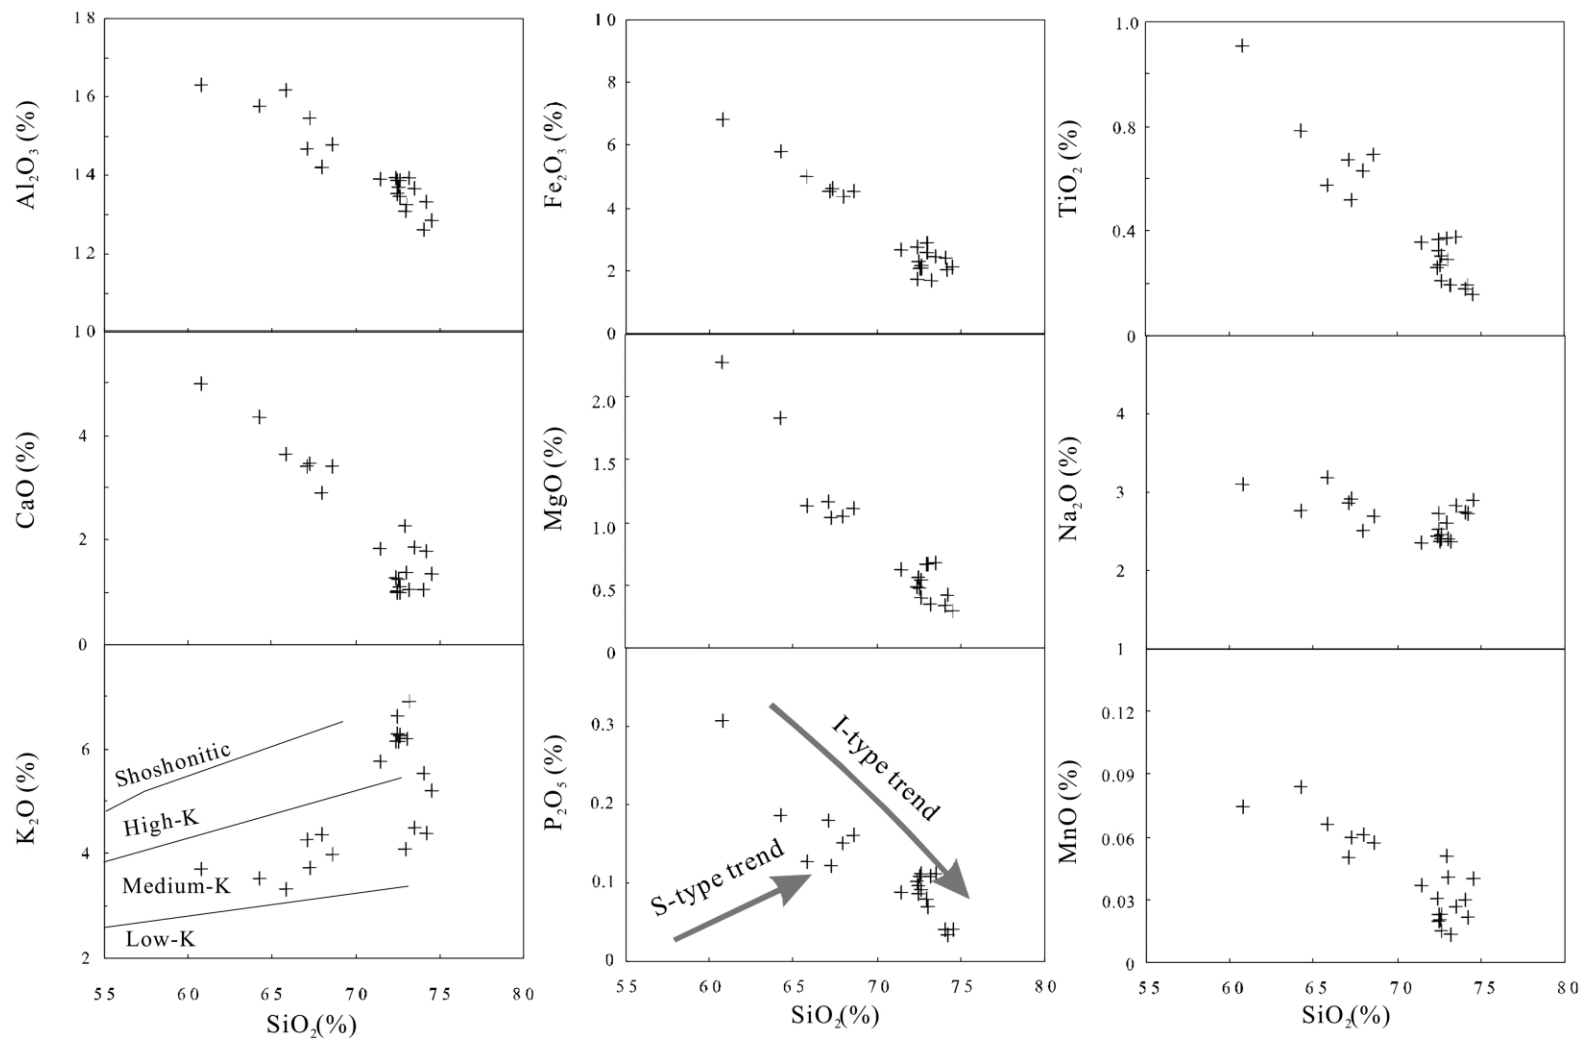 18
16
14
12
10
Al₂O₃ (%)
10
8
6
4
2
0
Fe₂O₃ (%)
1.0
0.8
0.6
0.4
0.2
0
TiO₂ (%)
4
2
0
CaO (%)
2.0
1.5
1.0
0.5
0
MgO (%)
4
3
2
1
Na₂O (%)
6
4
2
K₂O (%)
Shoshonitic
High-K
Medium-K
Low-K
55 60 65 70 75 80
SiO₂(%)
0.3
0.2
0.1
0
P₂O₅ (%)
I-type trend
S-type trend
55 60 65 70 75 80
SiO₂(%)
0.12
0.09
0.06
0.03
0
MnO (%)
55 60 65 70 75 80
SiO₂(%)